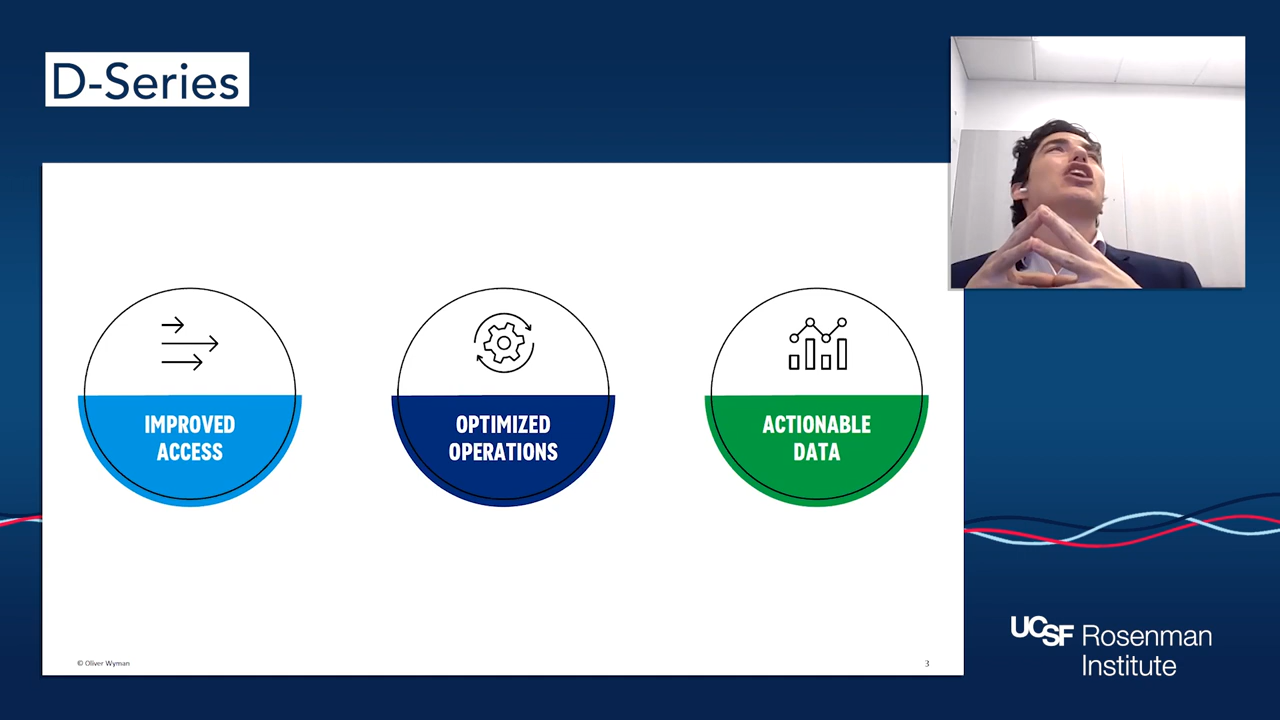 D-Series
IMPROVED
ACCESS
OPTIMIZED
OPERATIONS
ACTIONABLE
DATA
© Oliver Wyman
3
UCSF Rosenman
Institute